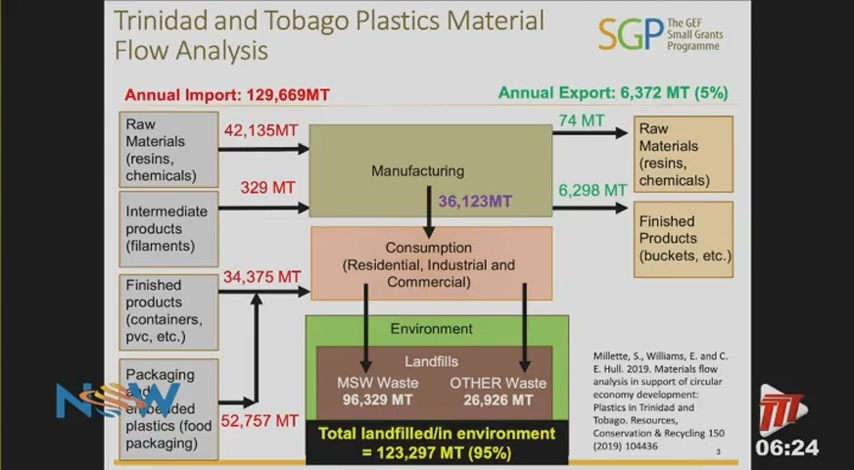 Trinidad and Tobago Plastics Material
Flow Analysis
SGP The GEF
Small Grants
Programme
Annual Import: 129,669MT
Annual Export: 6,372 MT (5%)
Raw
Materials
(resins,
chemicals)
42,135MT
329 MT
Intermediate
products
(filaments)
Finished
products
(containers,
pvc, etc.)
34,375 MT
Packaging
and
embedded
plastics (food
packaging)
52,757 MT
Manufacturing
36,123MT
Consumption
(Residential, Industrial and
Commercial)
Environment
Landfills
MSW Waste
96,329 MT
OTHER Waste
26,926 MT
Total landfilled/in environment
= 123,297 MT (95%)
74 MT
6,298 MT
Raw
Materials
(resins,
chemicals)
Finished
Products
(buckets, etc.)
Millette, S., Williams, E. and C.
E. Hull. 2019. Materials flow
analysis in support of circular
economy development:
Plastics in Trinidad and
Tobago. Resources,
Conservation & Recycling 150
(2019) 104436
3
NOW
06:24